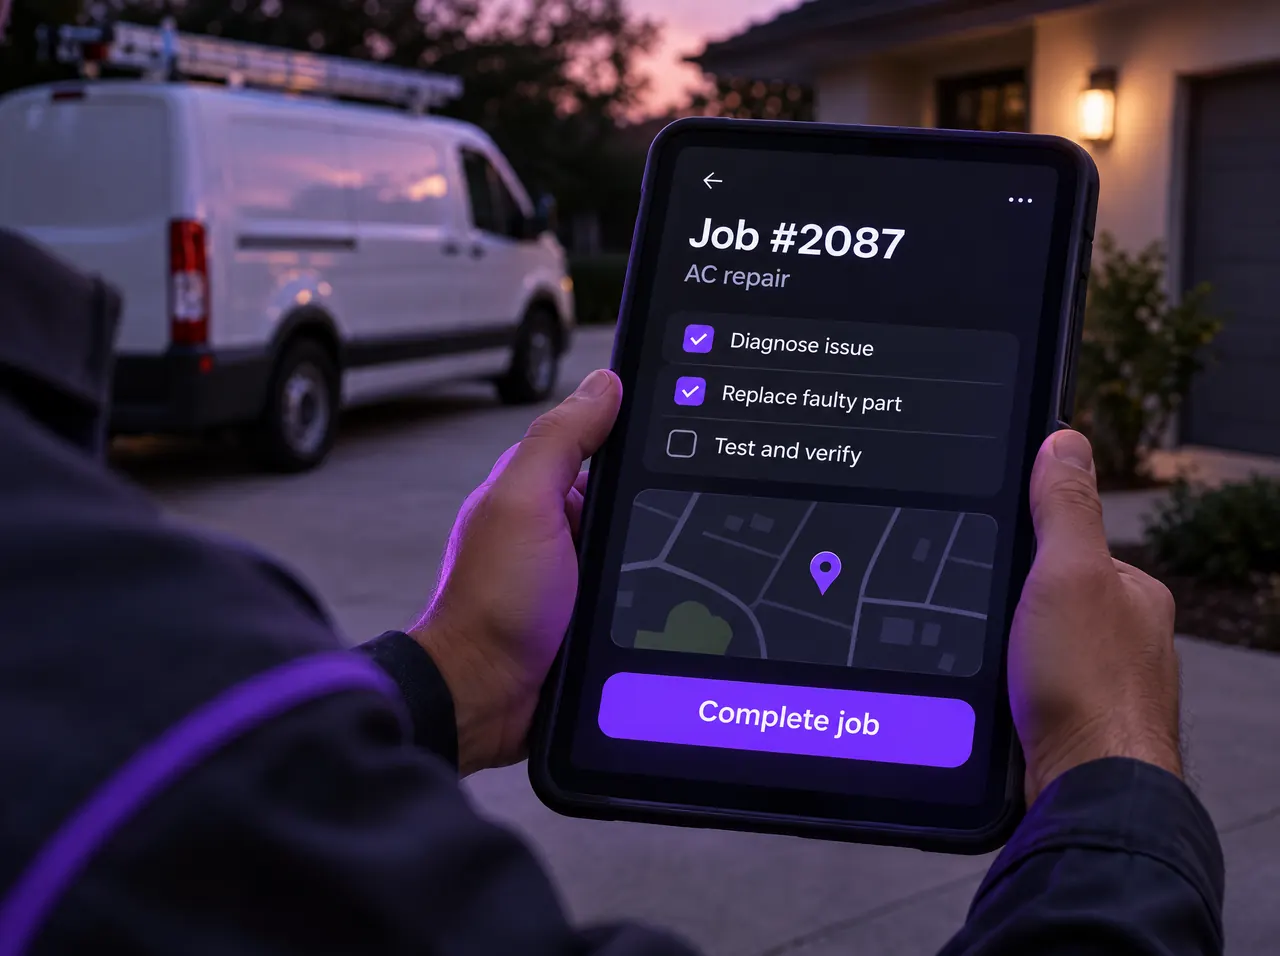 Job #2087
AC repair
Diagnose issue
Replace faulty part
Test and verify
Complete job